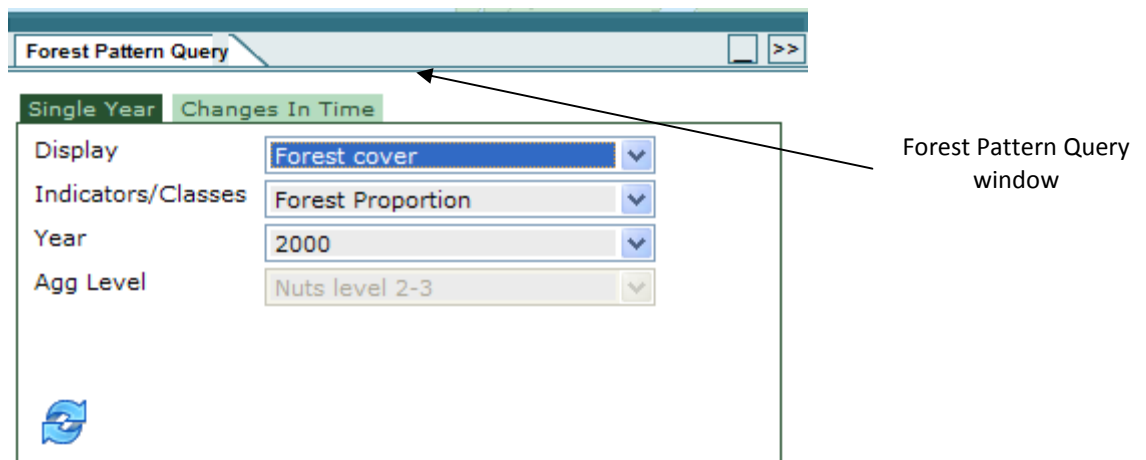 Forest Pattern Query
_ >>
Single Year Changes In Time
Display Forest cover
Indicators/Classes Forest Proportion
Year 2000
Agg Level Nuts level 2-3
Forest Pattern Query
window